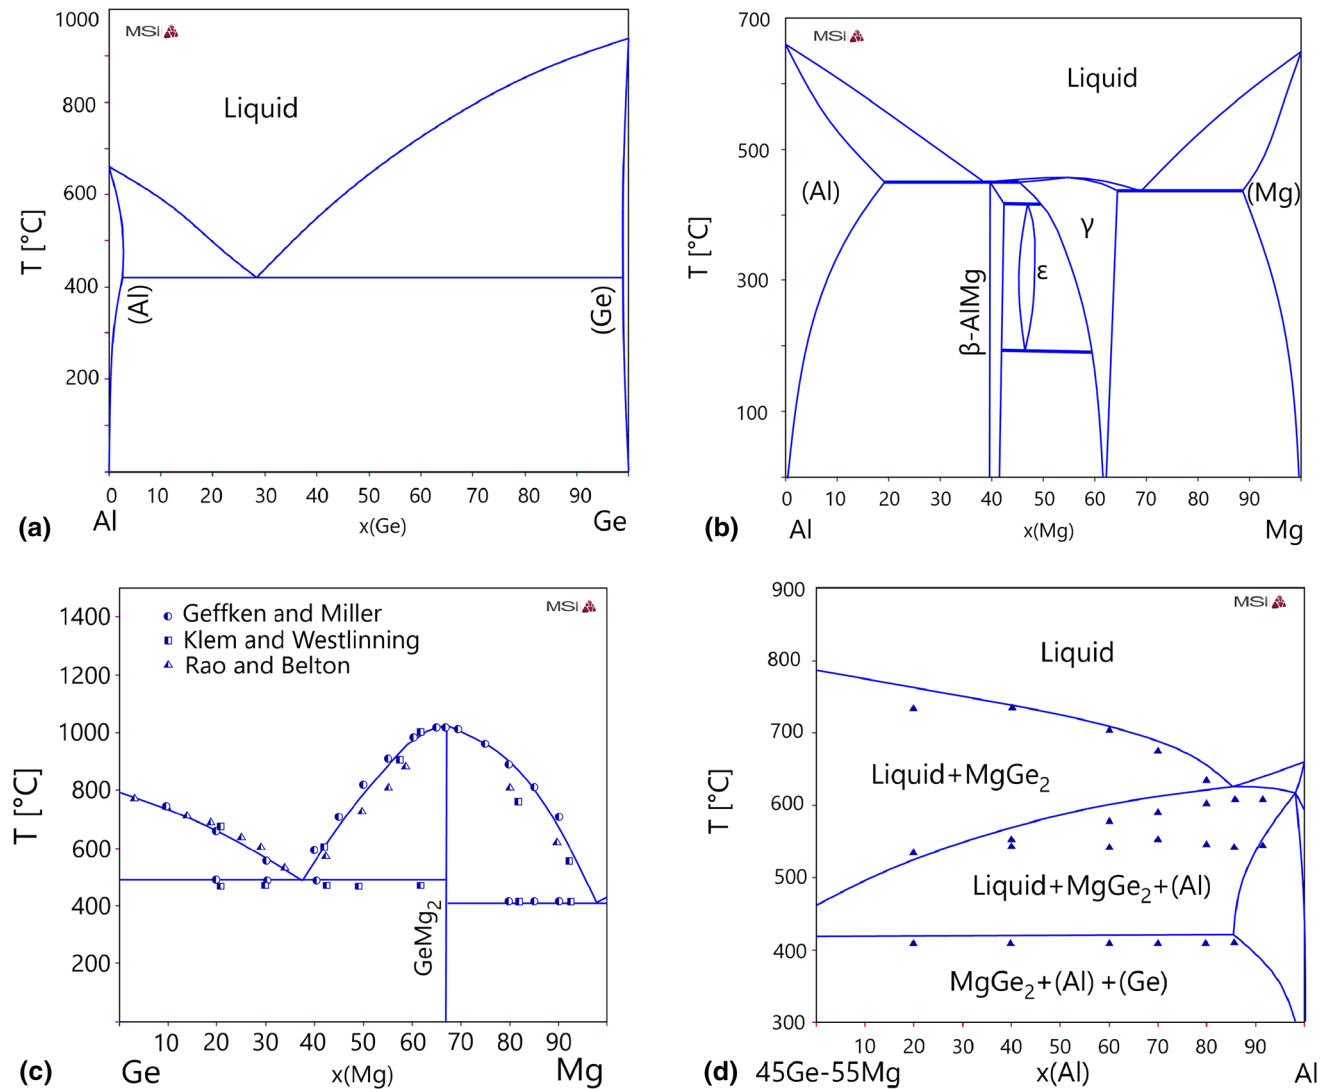 1000
800
600
400
200
T [°C]
MSI
Liquid
(Al)
(Ge)
0 10 20 30 40 50 60 70 80 90
Al x(Ge) Ge
(a)
700
500
300
100
T [°C]
MSI
Liquid
(Al)
(Mg)
γ
ε
β-AlMg
0 10 20 30 40 50 60 70 80 90
Al x(Mg) Mg
(b)
1400
1200
1000
800
600
400
200
T [°C]
Geffken and Miller
Klem and Westlinning
Rao and Belton
MSI
GeMg2
10 20 30 40 50 60 70 80 90
Ge x(Mg) Mg
(c)
900
800
700
600
500
400
300
T [°C]
MSI
Liquid
Liquid+MgGe2
Liquid+MgGe2+(Al)
MgGe2+(Al)+(Ge)
20 30 40 50 60 70 80 90
45Ge-55Mg x(Al) Al
(d)